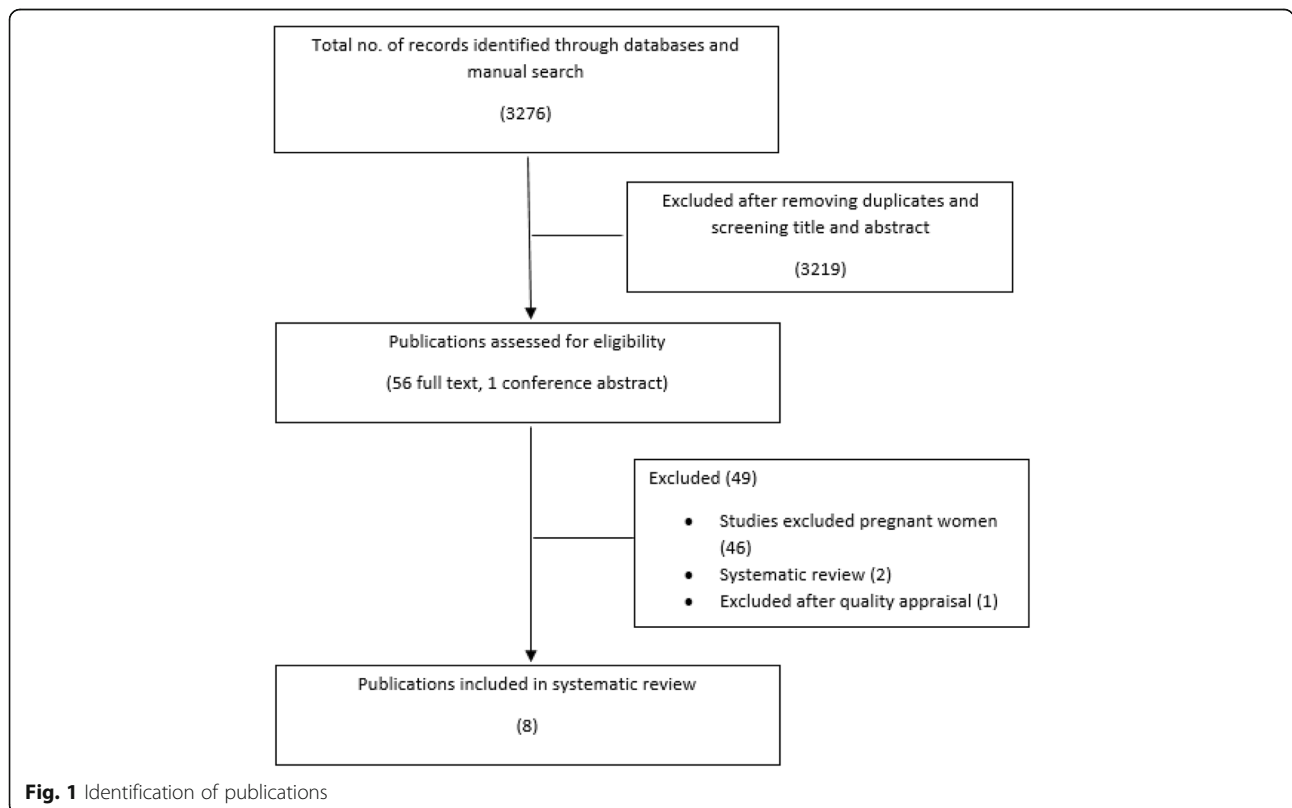 Total no. of records identified through databases and
manual search
(3276)
Excluded after removing duplicates and
screening title and abstract
(3219)
Publications assessed for eligibility
(56 full text, 1 conference abstract)
Excluded (49)
• Studies excluded pregnant women
(46)
• Systematic review (2)
• Excluded after quality appraisal (1)
Publications included in systematic review
(8)
Fig. 1 Identification of publications